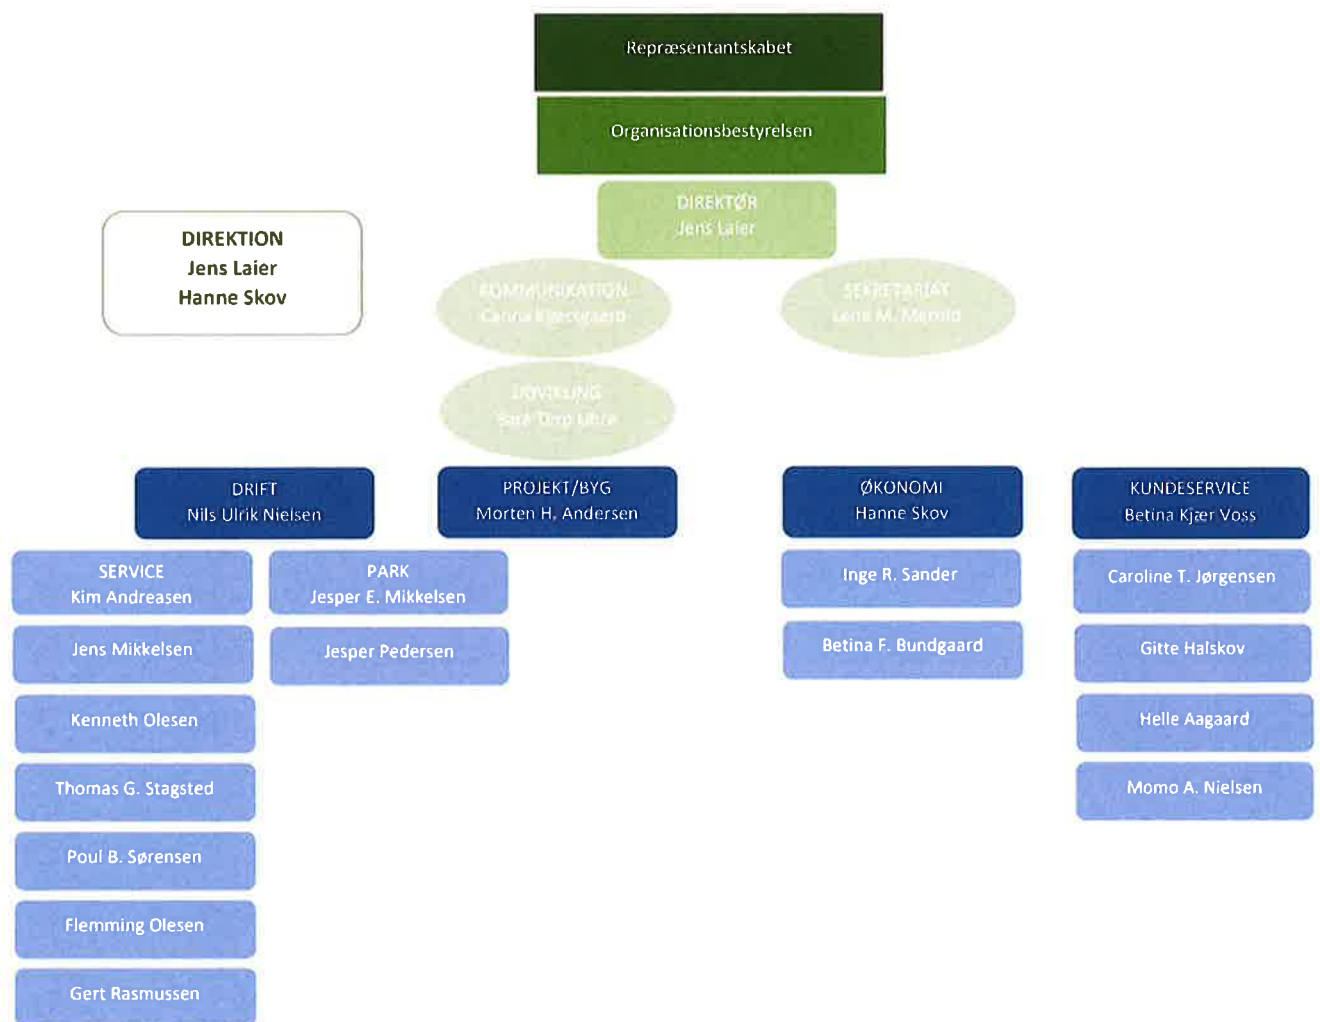 Repræsentantskabet
Organisationsbestyrelsen
DIREKTØR
Jens Laier
DIREKTION
Jens Laier
Hanne Skov
KOMMUNIKATION
SEKRETARIAT
Lene M.
UDVIKLING
Sara
DRIFT
Nils Ulrik Nielsen
PROJEKT/BYG
Morten H. Andersen
ØKONOMI
Hanne Skov
KUNDESERVICE
Betina Kjær Voss
SERVICE
Kim Andreasen
PARK
Jesper E. Mikkelsen
Inge R. Sander
Caroline T. Jørgensen
Jens Mikkelsen
Jesper Pedersen
Betina F. Bundgaard
Gitte Halskov
Kenneth Olesen
Helle Aagaard
Thomas G. Stagsted
Momo A. Nielsen
Poul B. Sørensen
Flemming Olesen
Gert Rasmussen